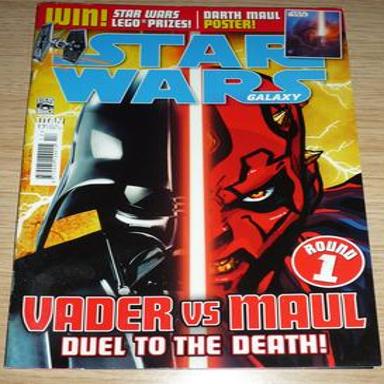 WIN! STAR WARS LEGO® PRIZES!
DARTH MAUL POSTER!
STAR
WARS
GALAXY
ROUND
1
VADER VS MAUL
DUEL TO THE DEATH!